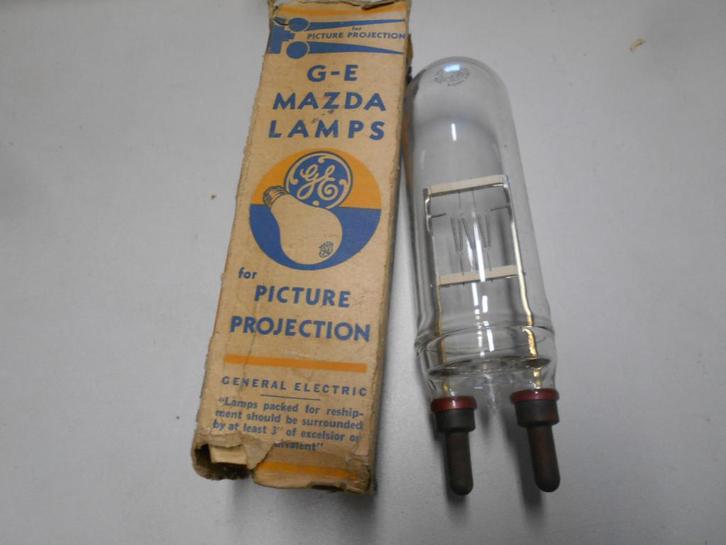 for
PICTURE PROJECTION
G-E
MAZDA
LAMPS
GE
for
PICTURE
PROJECTION
GENERAL ELECTRIC
"Lamps packed for reship-
ment should be surrounded
by at least 3" of excelsior or